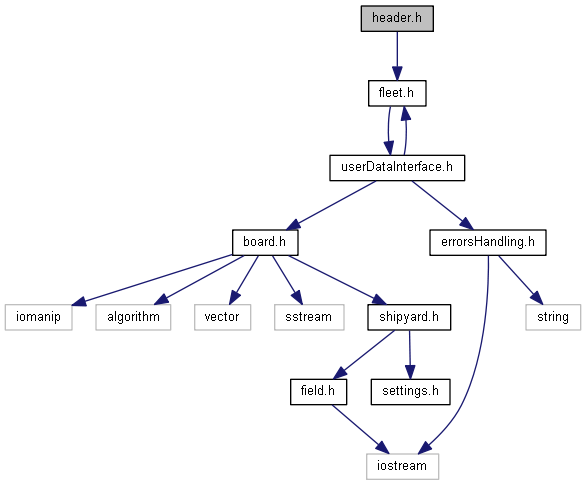 header.h
fleet.h
userDataInterface.h
board.h
errorsHandling.h
iomanip
algorithm
vector
sstream
shipyard.h
string
field.h
settings.h
iostream